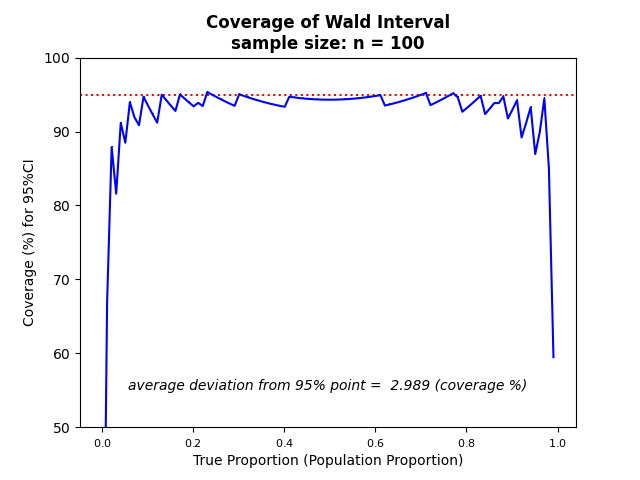 Coverage of Wald Interval
sample size: n = 100
100
90
80
70
60
50
Coverage (%) for 95%CI
average deviation from 95% point =  2.989 (coverage %)
0.0 0.2 0.4 0.6 0.8 1.0
True Proportion (Population Proportion)